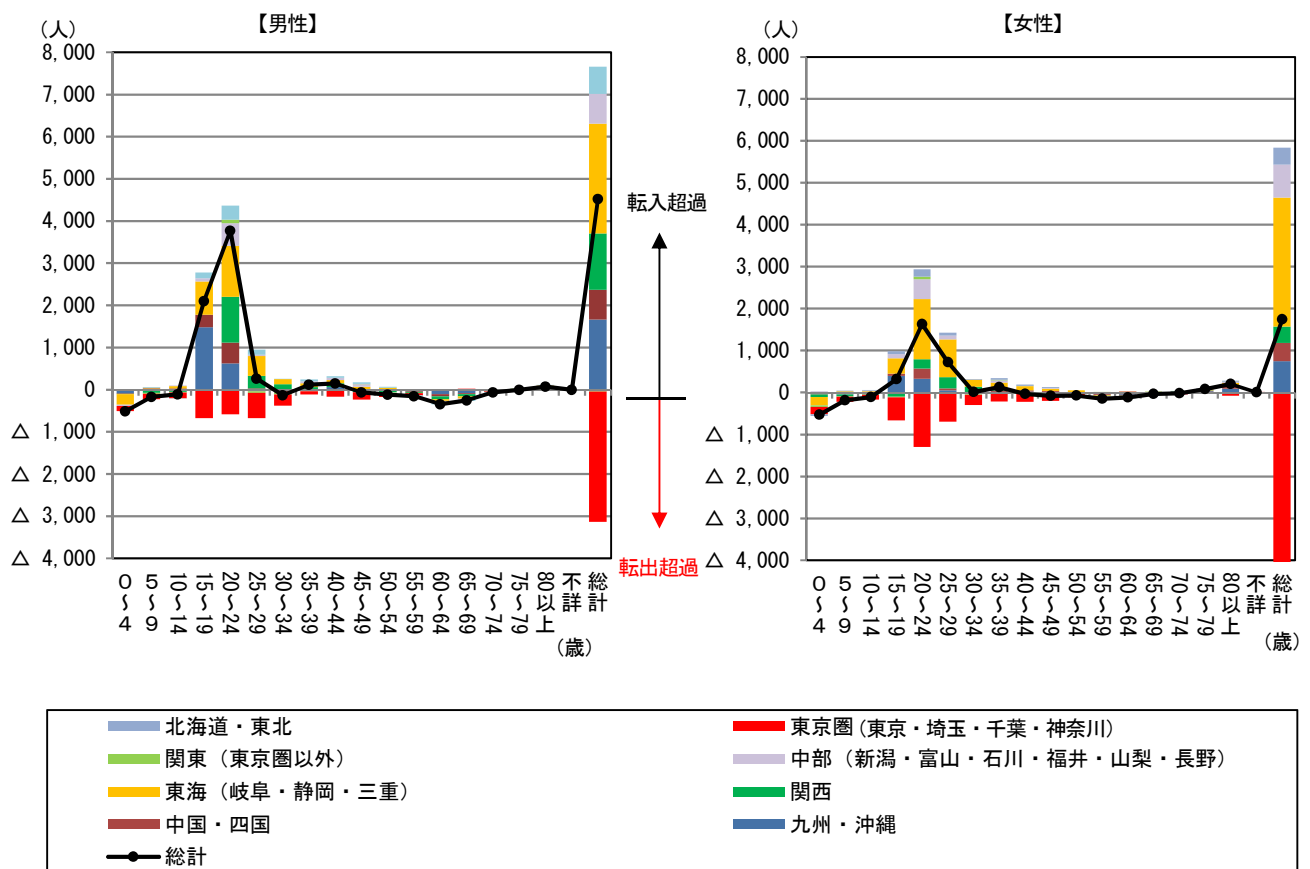 【男性】
(人)
8,000
7,000
6,000
5,000
4,000
3,000
2,000
1,000
0
△ 1,000
△ 2,000
△ 3,000
△ 4,000
0~4
5~9
10~14
15~19
20~24
25~29
30~34
35~39
40~44
45~49
50~54
55~59
60~64
65~69
70~74
75~79
80以上
不詳
総計
(歳)
転入超過
転出超過
【女性】
(人)
8,000
7,000
6,000
5,000
4,000
3,000
2,000
1,000
0
△ 1,000
△ 2,000
△ 3,000
△ 4,000
0~4
5~9
10~14
15~19
20~24
25~29
30~34
35~39
40~44
45~49
50~54
55~59
60~64
65~69
70~74
75~79
80以上
不詳
総計
(歳)
北海道・東北
東京圏(東京・埼玉・千葉・神奈川)
関東(東京圏以外)
中部(新潟・富山・石川・福井・山梨・長野)
東海(岐阜・静岡・三重)
関西
中国・四国
九州・沖縄
総計